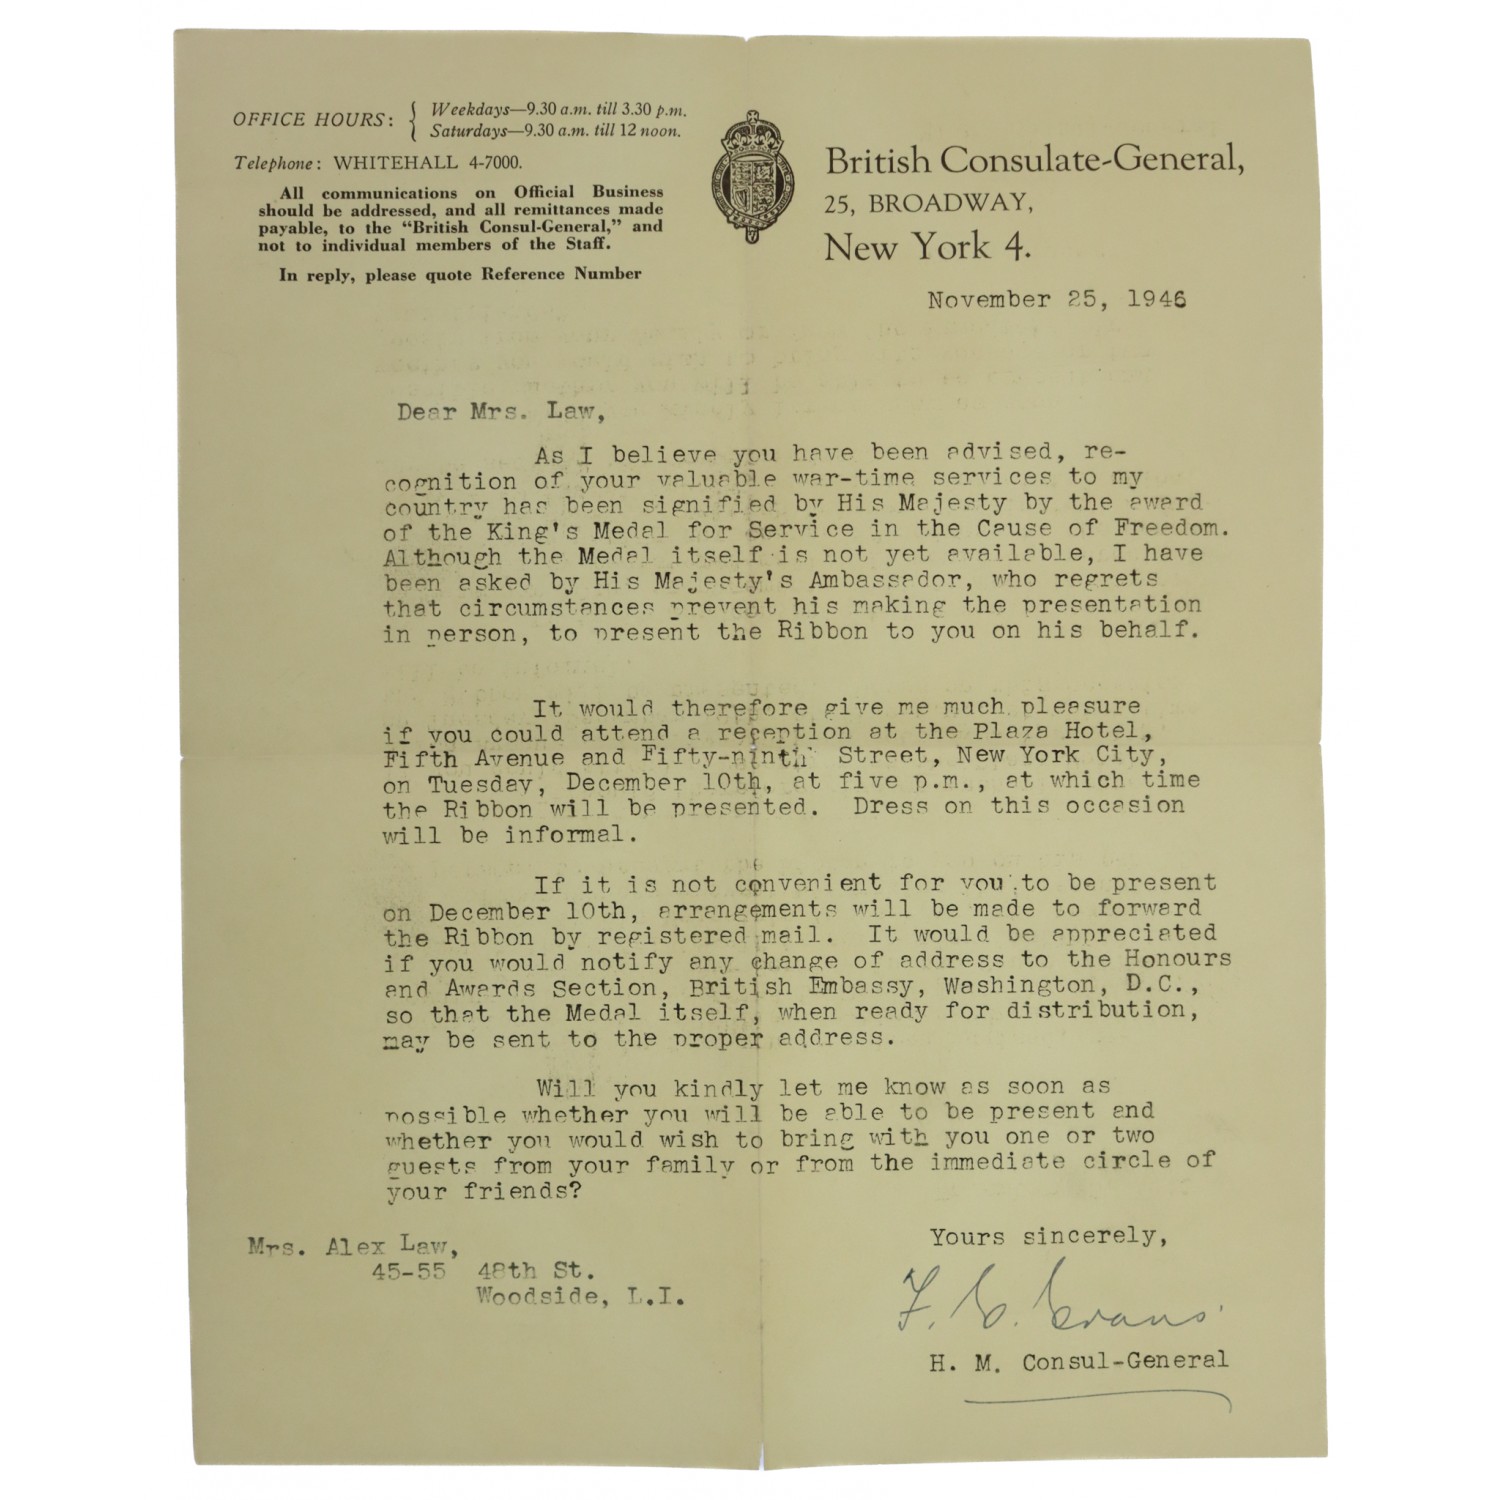 OFFICE HOURS: { Weekdays—9.30 a.m. till 3.30 p.m.
Saturdays—9.30 a.m. till 12 noon.
Telephone: WHITEHALL 4-7000.
All communications on Official Business
should be addressed, and all remittances made
payable, to the "British Consul-General," and
not to individual members of the Staff.
In reply, please quote Reference Number
British Consulate-General,
25, BROADWAY,
New York 4.
November 25, 1946
Dear Mrs. Law,
As I believe you have been advised, re-
cognition of your valuable war-time services to my
country has been signified by His Majesty by the award
of the King's Medal for Service in the Cause of Freedom.
Although the Medal itself is not yet available, I have
been asked by His Majesty's Ambassador, who regrets
that circumstances prevent his making the presentation
in person, to present the Ribbon to you on his behalf.
It would therefore give me much pleasure
if you could attend a reception at the Plaza Hotel,
Fifth Avenue and Fifty-ninth Street, New York City,
on Tuesday, December 10th, at five p.m., at which time
the Ribbon will be presented. Dress on this occasion
will be informal.
If it is not convenient for you to be present
on December 10th, arrangements will be made to forward
the Ribbon by registered mail. It would be appreciated
if you would notify any change of address to the Honours
and Awards Section, British Embassy, Washington, D.C.,
so that the Medal itself, when ready for distribution,
may be sent to the proper address.
Will you kindly let me know as soon as
possible whether you will be able to be present and
whether you would wish to bring with you one or two
guests from your family or from the immediate circle of
your friends?
Yours sincerely,
F. E. Evans.
H. M. Consul-General
Mrs. Alex Law,
45-55 48th St.
Woodside, L.I.